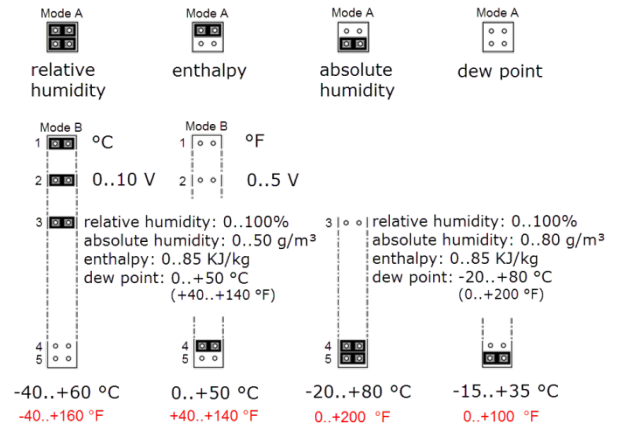 Mode A Mode A Mode A Mode A
relative humidity
enthalpy
absolute humidity
dew point
Mode B
1 °C
2 0..10 V
Mode B
1 °F
2 0..5 V
3 relative humidity: 0..100%
absolute humidity: 0..50 g/m³
enthalpy: 0..85 KJ/kg
dew point: 0..+50 °C
(+40..+140 °F)
3 relative humidity: 0..100%
absolute humidity: 0..80 g/m³
enthalpy: 0..85 KJ/kg
dew point: -20..+80 °C
(0..+200 °F)
4 4 4 4
5 5 5 5
-40..+60 °C 0..+50 °C -20..+80 °C -15..+35 °C
-40..+160 °F +40..+140 °F 0..+200 °F 0..+100 °F